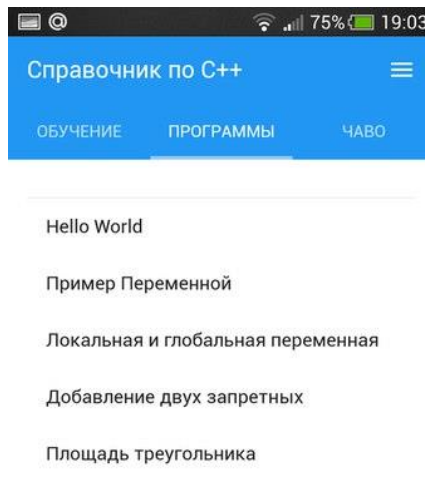 75% 19:03
Справочник по C++
ОБУЧЕНИЕ ПРОГРАММЫ ЧАВО
Hello World
Пример Переменной
Локальная и глобальная переменная
Добавление двух запретных
Площадь треугольника